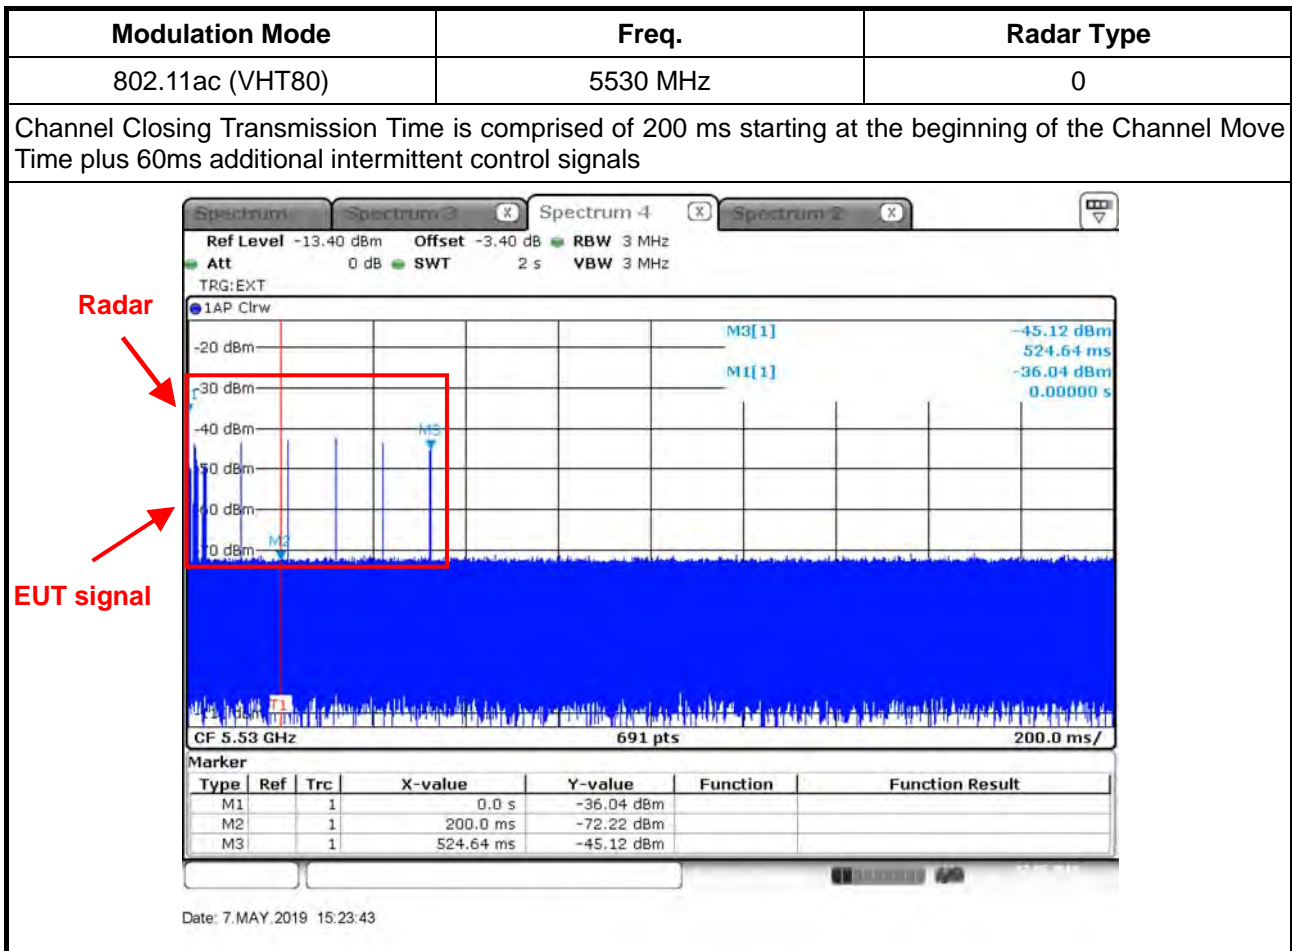 Modulation Mode Freq. Radar Type
802.11ac (VHT80) 5530 MHz 0
Channel Closing Transmission Time is comprised of 200 ms starting at the beginning of the Channel Move
Time plus 60ms additional intermittent control signals
Spectrum Spectrum 3 X Spectrum 4 X Spectrum 2 X
Ref Level -13.40 dBm Offset -3.40 dB RBW 3 MHz
Att 0 dB SWT 2 s VBW 3 MHz
TRG:EXT
Radar
1AP Clrw
M3[1] -45.12 dBm
-20 dBm 524.64 ms
M1[1] -36.04 dBm
-30 dBm 0.00000 s
-40 dBm M3
-50 dBm
-60 dBm
M2
-70 dBm
EUT signal
T1
CF 5.53 GHz 691 pts 200.0 ms/
Marker
Type Ref Trc X-value Y-value Function Function Result
M1 1 0.0 s -36.04 dBm
M2 1 200.0 ms -72.22 dBm
M3 1 524.64 ms -45.12 dBm
Date: 7.MAY.2019 15:23:43